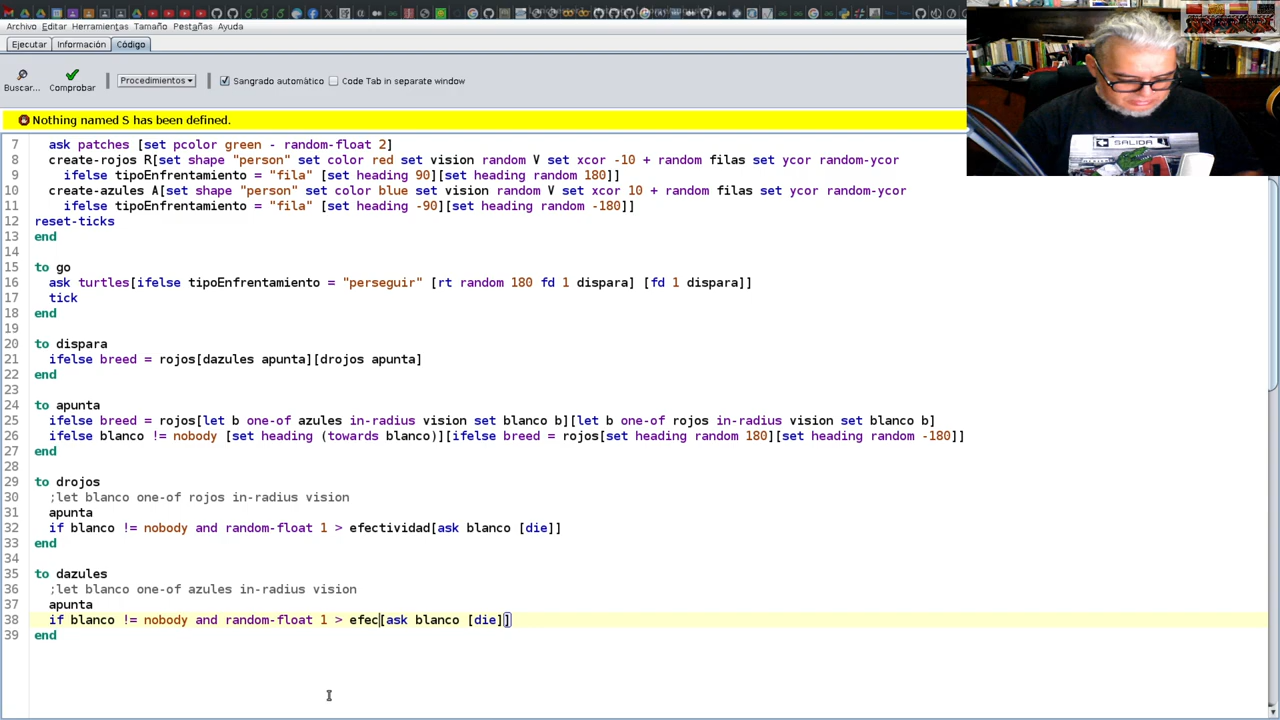 Archivo Editar Herramientas Tamaño Pestañas Ayuda
Ejecutar Información Código
Buscar... Comprobar Procedimientos Sangrado automático Code Tab in separate window
Nothing named S has been defined.
7 ask patches [set pcolor green - random-float 2]
8 create-rojos R[set shape "person" set color red set vision random V set xcor -10 + random filas set ycor random-ycor
9 ifelse tipoEnfrentamiento = "fila" [set heading 90][set heading random 180]]
10 create-azules A[set shape "person" set color blue set vision random V set xcor 10 + random filas set ycor random-ycor
11 ifelse tipoEnfrentamiento = "fila" [set heading -90][set heading random -180]]
12 reset-ticks
13 end
14
15 to go
16 ask turtles[ifelse tipoEnfrentamiento = "perseguir" [rt random 180 fd 1 dispara] [fd 1 dispara]]
17 tick
18 end
19
20 to dispara
21 ifelse breed = rojos[dazules apunta][drojos apunta]
22 end
23
24 to apunta
25 ifelse breed = rojos[let b one-of azules in-radius vision set blanco b][let b one-of rojos in-radius vision set blanco b]
26 ifelse blanco != nobody [set heading (towards blanco)][ifelse breed = rojos[set heading random 180][set heading random -180]]
27 end
28
29 to drojos
30 ;let blanco one-of rojos in-radius vision
31 apunta
32 if blanco != nobody and random-float 1 > efectividad[ask blanco [die]]
33 end
34
35 to dazules
36 ;let blanco one-of azules in-radius vision
37 apunta
38 if blanco != nobody and random-float 1 > efec[ask blanco [die]]
39 end
SALIDA